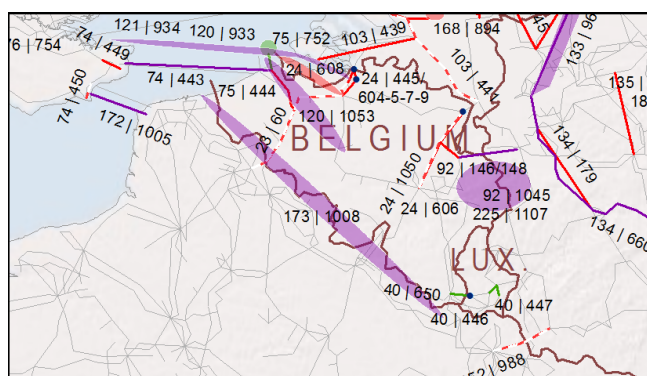 121 | 934
120 | 933
75 | 752
103 | 439
168 | 894
76 | 754
74 | 449
24 | 608
103 | 441
133 | 96
74 | 443
75 | 444
24 | 445/
604-5-7-9
74 | 450
172 | 1005
120 | 1053
23 | 60
BELGIUM
134 | 179
135 |
18
92 | 146/148
24 | 1050
24 | 606
92 | 1045
225 | 1107
173 | 1008
134 | 660
LUX.
40 | 650
40 | 447
40 | 446
52 | 988